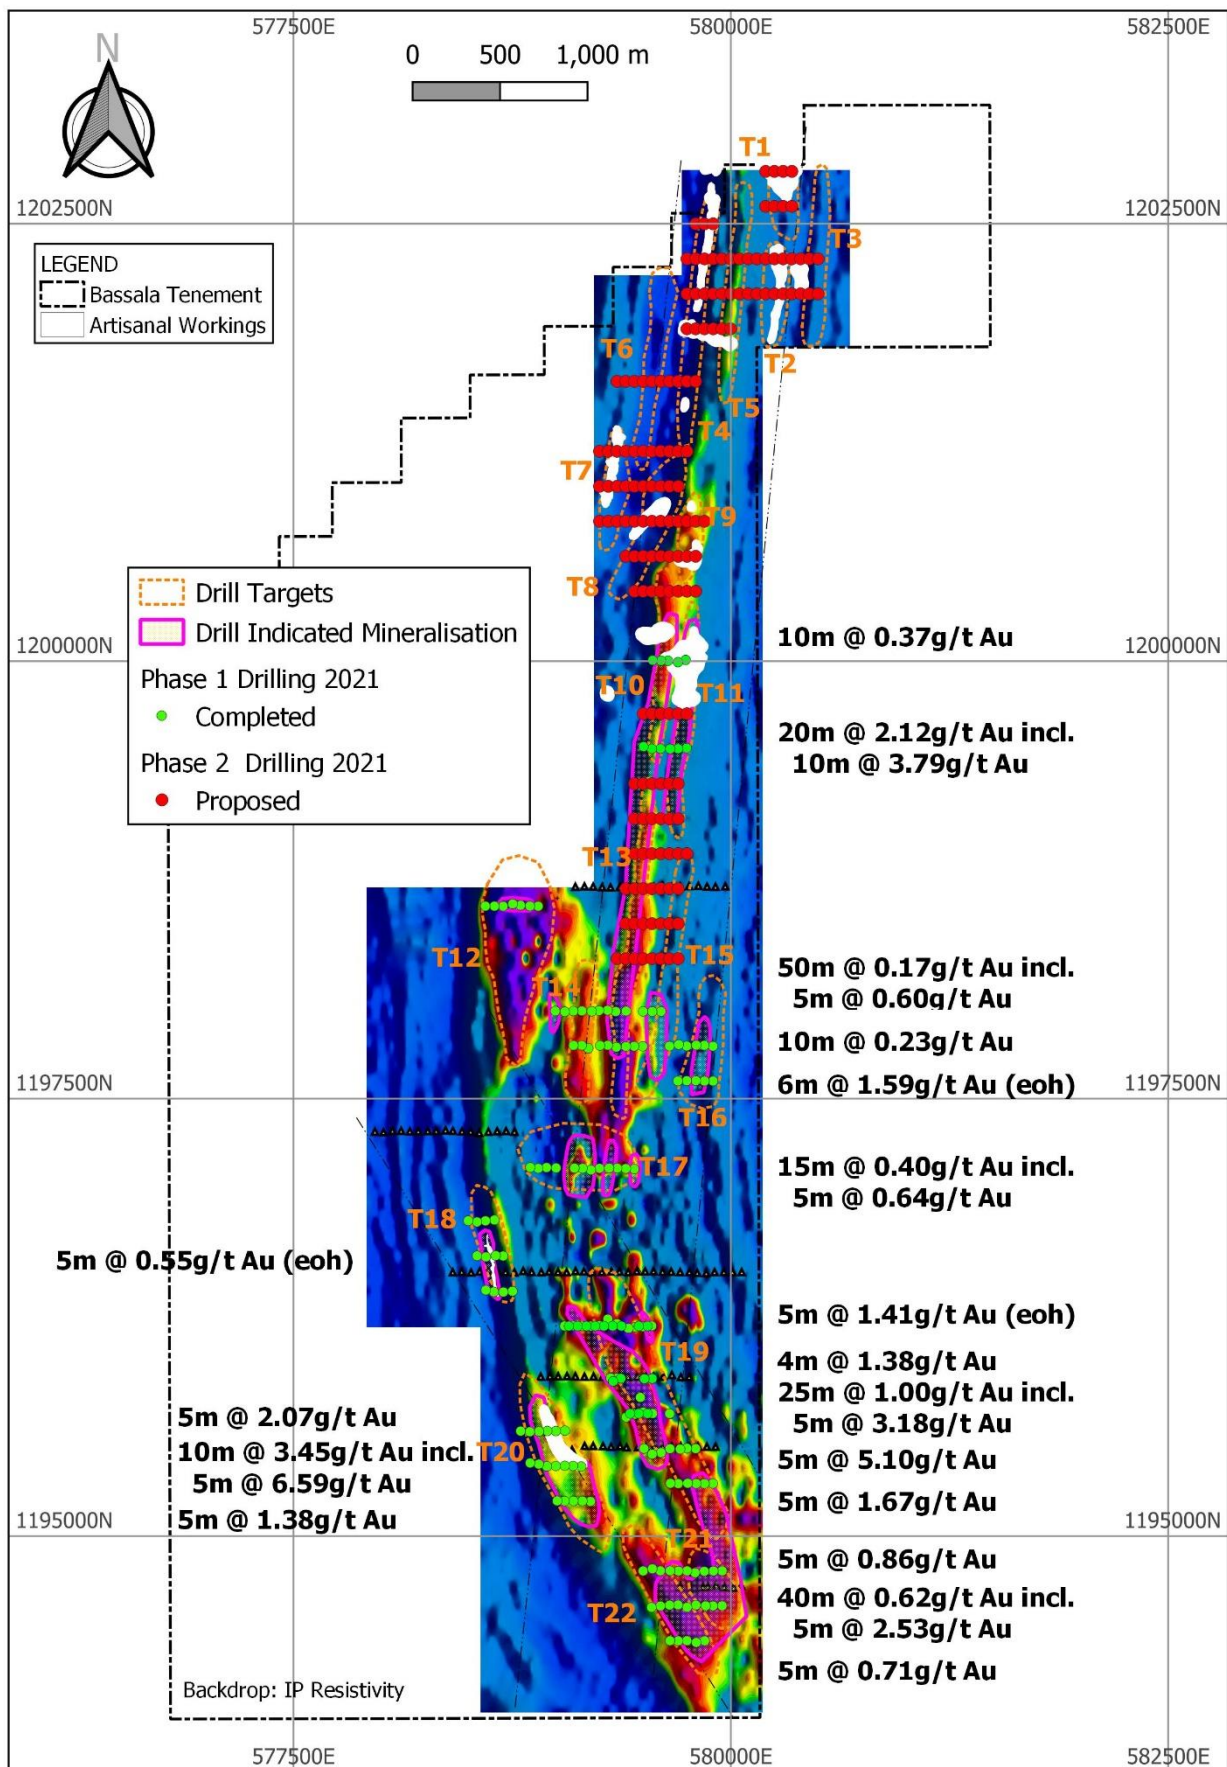 577500E 580000E 582500E
N
0 500 1,000 m
T1
1202500N 1202500N
T3
LEGEND
Bassala Tenement
Artisanal Workings
T6
T2
T5
T4
T7
T9
T8
Drill Targets
Drill Indicated Mineralisation
Phase 1 Drilling 2021
Completed
Phase 2 Drilling 2021
Proposed
10m @ 0.37g/t Au
1200000N
T10 T11
20m @ 2.12g/t Au incl.
10m @ 3.79g/t Au
T13
T12
T15
T14
50m @ 0.17g/t Au incl.
5m @ 0.60g/t Au
10m @ 0.23g/t Au
6m @ 1.59g/t Au (eoh)
1197500N 1197500N
T16
T17
15m @ 0.40g/t Au incl.
5m @ 0.64g/t Au
T18
5m @ 0.55g/t Au (eoh)
5m @ 1.41g/t Au (eoh)
T19
4m @ 1.38g/t Au
25m @ 1.00g/t Au incl.
5m @ 3.18g/t Au
5m @ 2.07g/t Au
10m @ 3.45g/t Au incl.
T20
5m @ 6.59g/t Au
5m @ 1.38g/t Au
5m @ 5.10g/t Au
5m @ 1.67g/t Au
1195000N 1195000N
T21
5m @ 0.86g/t Au
T22
40m @ 0.62g/t Au incl.
5m @ 2.53g/t Au
5m @ 0.71g/t Au
Backdrop: IP Resistivity
577500E 580000E 582500E